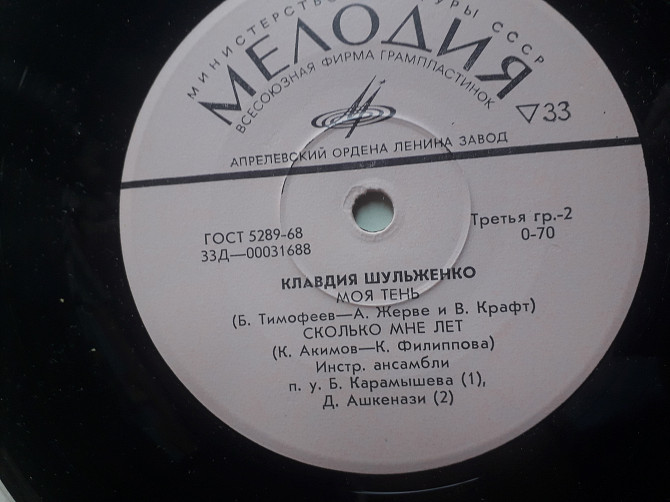 МИНИСТЕРСТВО СССР
МЕЛОДИЯ
ВСЕСОЮЗНАЯ ФИРМА ГРАМПЛАСТИНОК
33
АПРЕЛЕВСКИЙ ОРДЕНА ЛЕНИНА ЗАВОД
ГОСТ 5289-68
33Д—00031688
Третья гр.-2
0-70
КЛАВДИЯ ШУЛЬЖЕНКО
МОЯ ТЕНЬ
(Б. Тимофеев—А. Жерве и В. Крафт)
СКОЛЬКО МНЕ ЛЕТ
(К. Акимов—К. Филиппова)
Инстр. ансамбли
п. у. Б. Карамышева (1),
Д. Ашкенази (2)